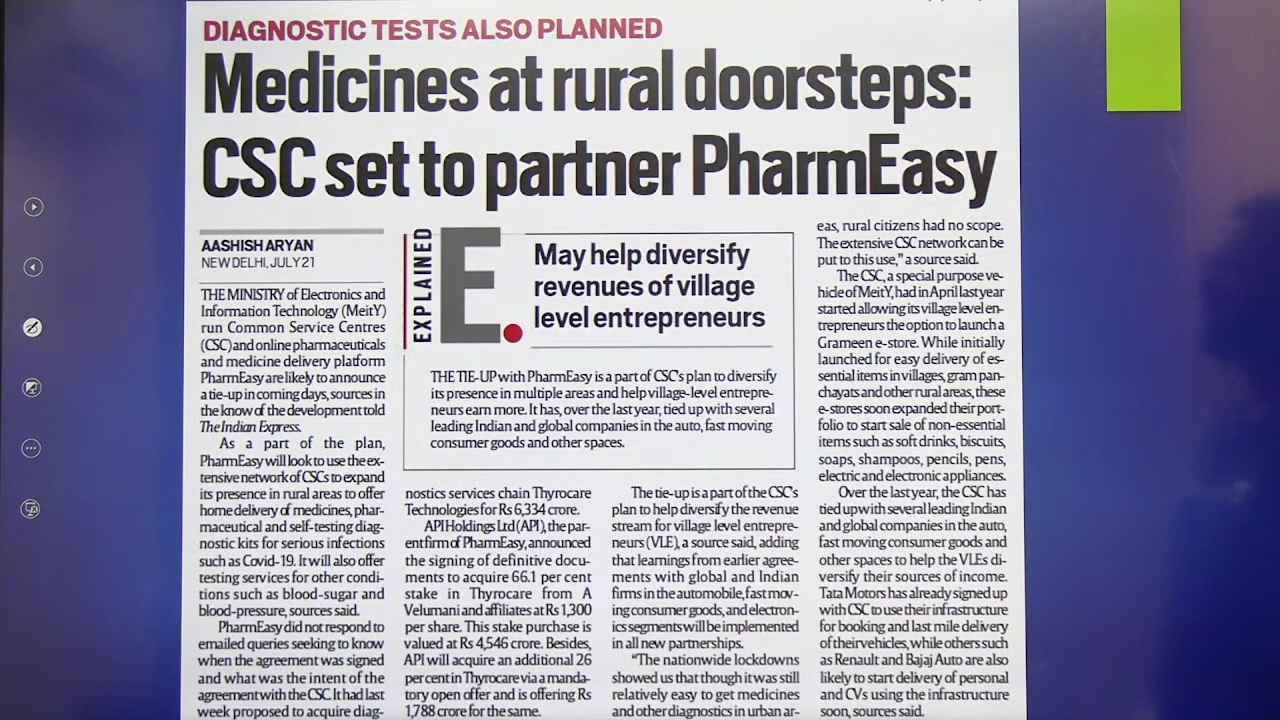 DIAGNOSTIC TESTS ALSO PLANNED
Medicines at rural doorsteps:
CSC set to partner PharmEasy
AASHISH ARYAN
NEW DELHI, JULY 21
THE MINISTRY of Electronics and
Information Technology (MeitY)
run Common Service Centres
(CSC) and online pharmaceuticals
and medicine delivery platform
PharmEasy are likely to announce
a tie-up in coming days, sources in
the know of the development told
The Indian Express.
As a part of the plan,
PharmEasy will look to use the ex-
tensive network of CSCs to expand
its presence in rural areas to offer
home delivery of medicines, phar-
maceutical and self-testing diag-
nostic kits for serious infections
such as Covid-19. It will also offer
testing services for other condi-
tions such as blood-sugar and
blood-pressure, sources said.
PharmEasy did not respond to
emailed queries seeking to know
when the agreement was signed
and what was the intent of the
agreement with the CSC. It had last
week proposed to acquire diag-
EXPLAINED
E.
May help diversify
revenues of village
level entrepreneurs
THE TIE-UP with PharmEasy is a part of CSC's plan to diversify
its presence in multiple areas and help village-level entrepre-
neurs earn more. It has, over the last year, tied up with several
leading Indian and global companies in the auto, fast moving
consumer goods and other spaces.
nostics services chain Thyrocare
Technologies for Rs 6,334 crore.
API Holdings Ltd (API), the par-
ent firm of PharmEasy, announced
the signing of definitive docu-
ments to acquire 66.1 per cent
stake in Thyrocare from A
Velumani and affiliates at Rs 1,300
per share. This stake purchase is
valued at Rs 4,546 crore. Besides,
API will acquire an additional 26
per cent in Thyrocare via a manda-
tory open offer and is offering Rs
1,788 crore for the same.
The tie-up is a part of the CSC's
plan to help diversify the revenue
stream for village level entrepre-
neurs (VLE), a source said, adding
that learnings from earlier agree-
ments with global and Indian
firms in the automobile, fast mov-
ing consumer goods, and electron-
ics segments will be implemented
in all new partnerships.
"The nationwide lockdowns
showed us that though it was still
relatively easy to get medicines
and other diagnostics in urban ar-
eas, rural citizens had no scope.
The extensive CSC network can be
put to this use," a source said.
The CSC, a special purpose ve-
hicle of MeitY, had in April last year
started allowing its village level en-
trepreneurs the option to launch a
Grameen e-store. While initially
launched for easy delivery of es-
sential items in villages, gram pan-
chayats and other rural areas, these
e-stores soon expanded their port-
folio to start sale of non-essential
items such as soft drinks, biscuits,
soaps, shampoos, pencils, pens,
electric and electronic appliances.
Over the last year, the CSC has
tied up with several leading Indian
and global companies in the auto,
fast moving consumer goods and
other spaces to help the VLEs di-
versify their sources of income.
Tata Motors has already signed up
with CSC to use their infrastructure
for booking and last mile delivery
of their vehicles, while others such
as Renault and Bajaj Auto are also
likely to start delivery of personal
and CVs using the infrastructure
soon, sources said.